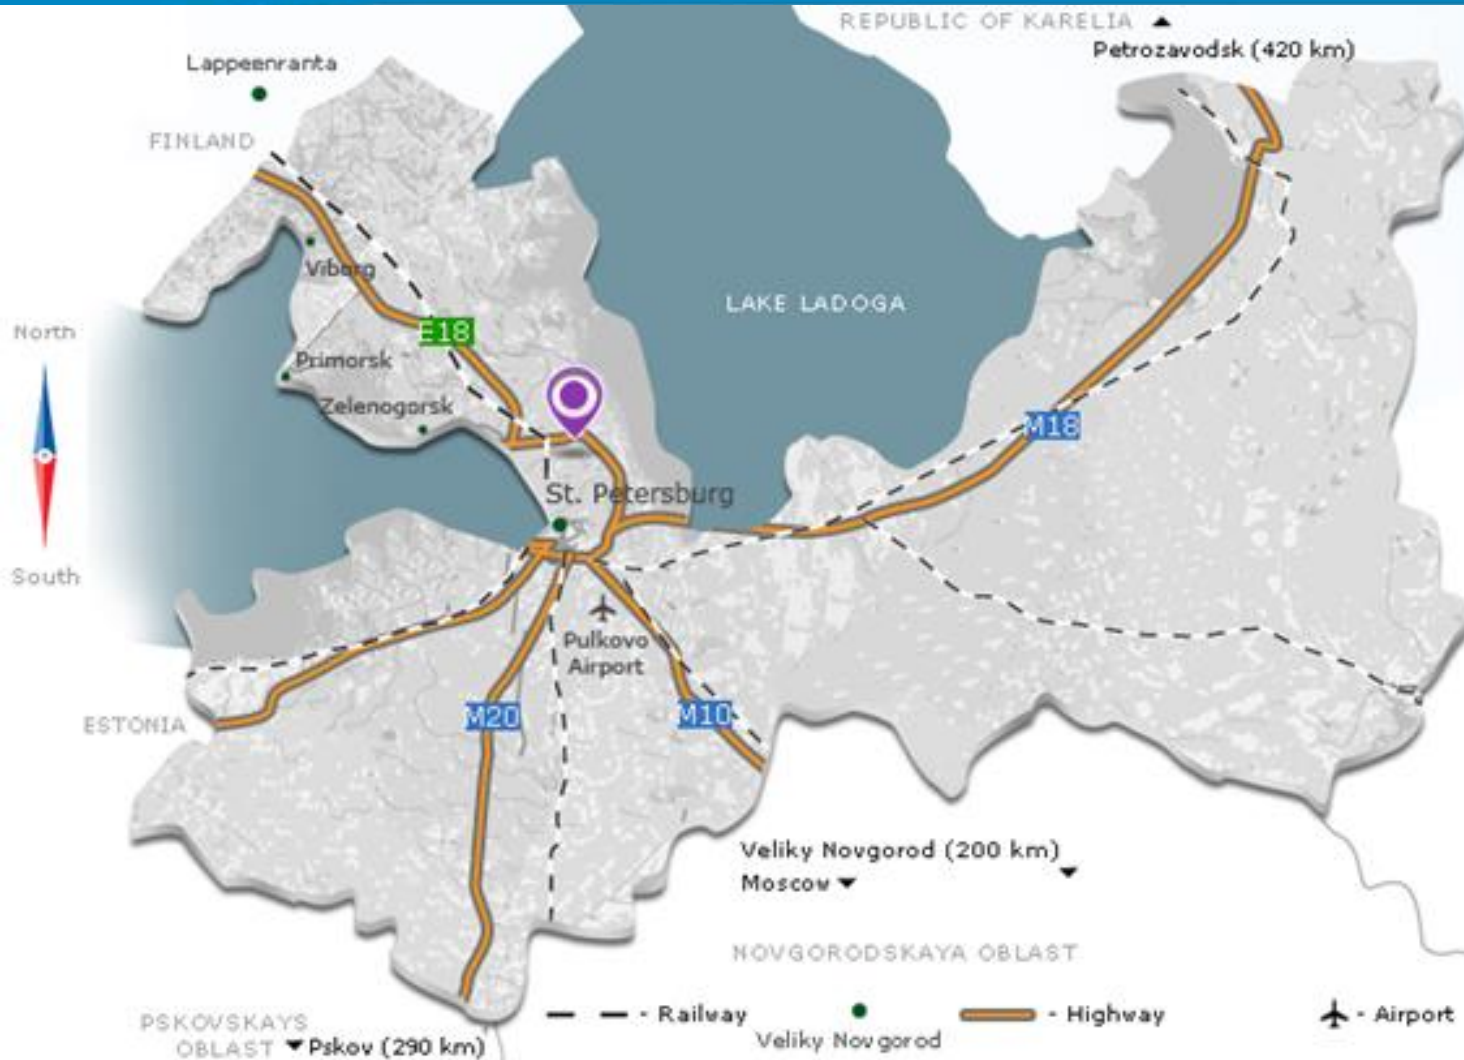 REPUBLIC OF KARELIA
Petrozavodsk (420 km)
Lappeenranta
FINLAND
Viborg
LAKE LADOGA
North
E18
Primorsk
Zelenogorsk
M18
St. Petersburg
South
Pulkovo
Airport
M20
M10
ESTONIA
Veliky Novgorod (200 km)
Moscow
NOVGORODSKAYA OBLAST
- Railway
- Highway
- Airport
Veliky Novgorod
PSKOVSKAYS
OBLAST
Pskov (290 km)